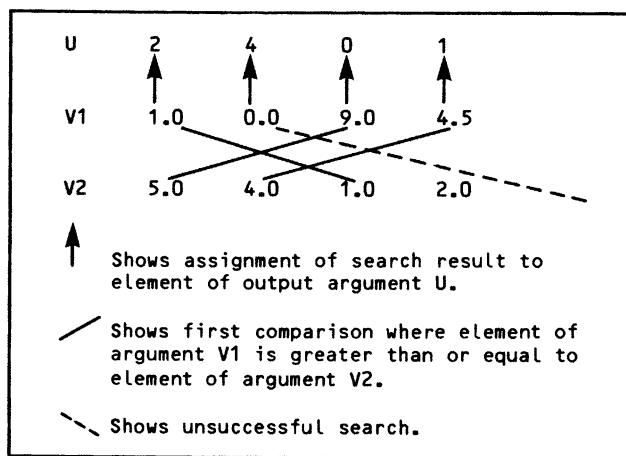 U 2 4 0 1
V1 1.0 0.0 9.0 4.5
V2 5.0 4.0 1.0 2.0
Shows assignment of search result to
element of output argument U.
Shows first comparison where element of
argument V1 is greater than or equal to
element of argument V2.
Shows unsuccessful search.